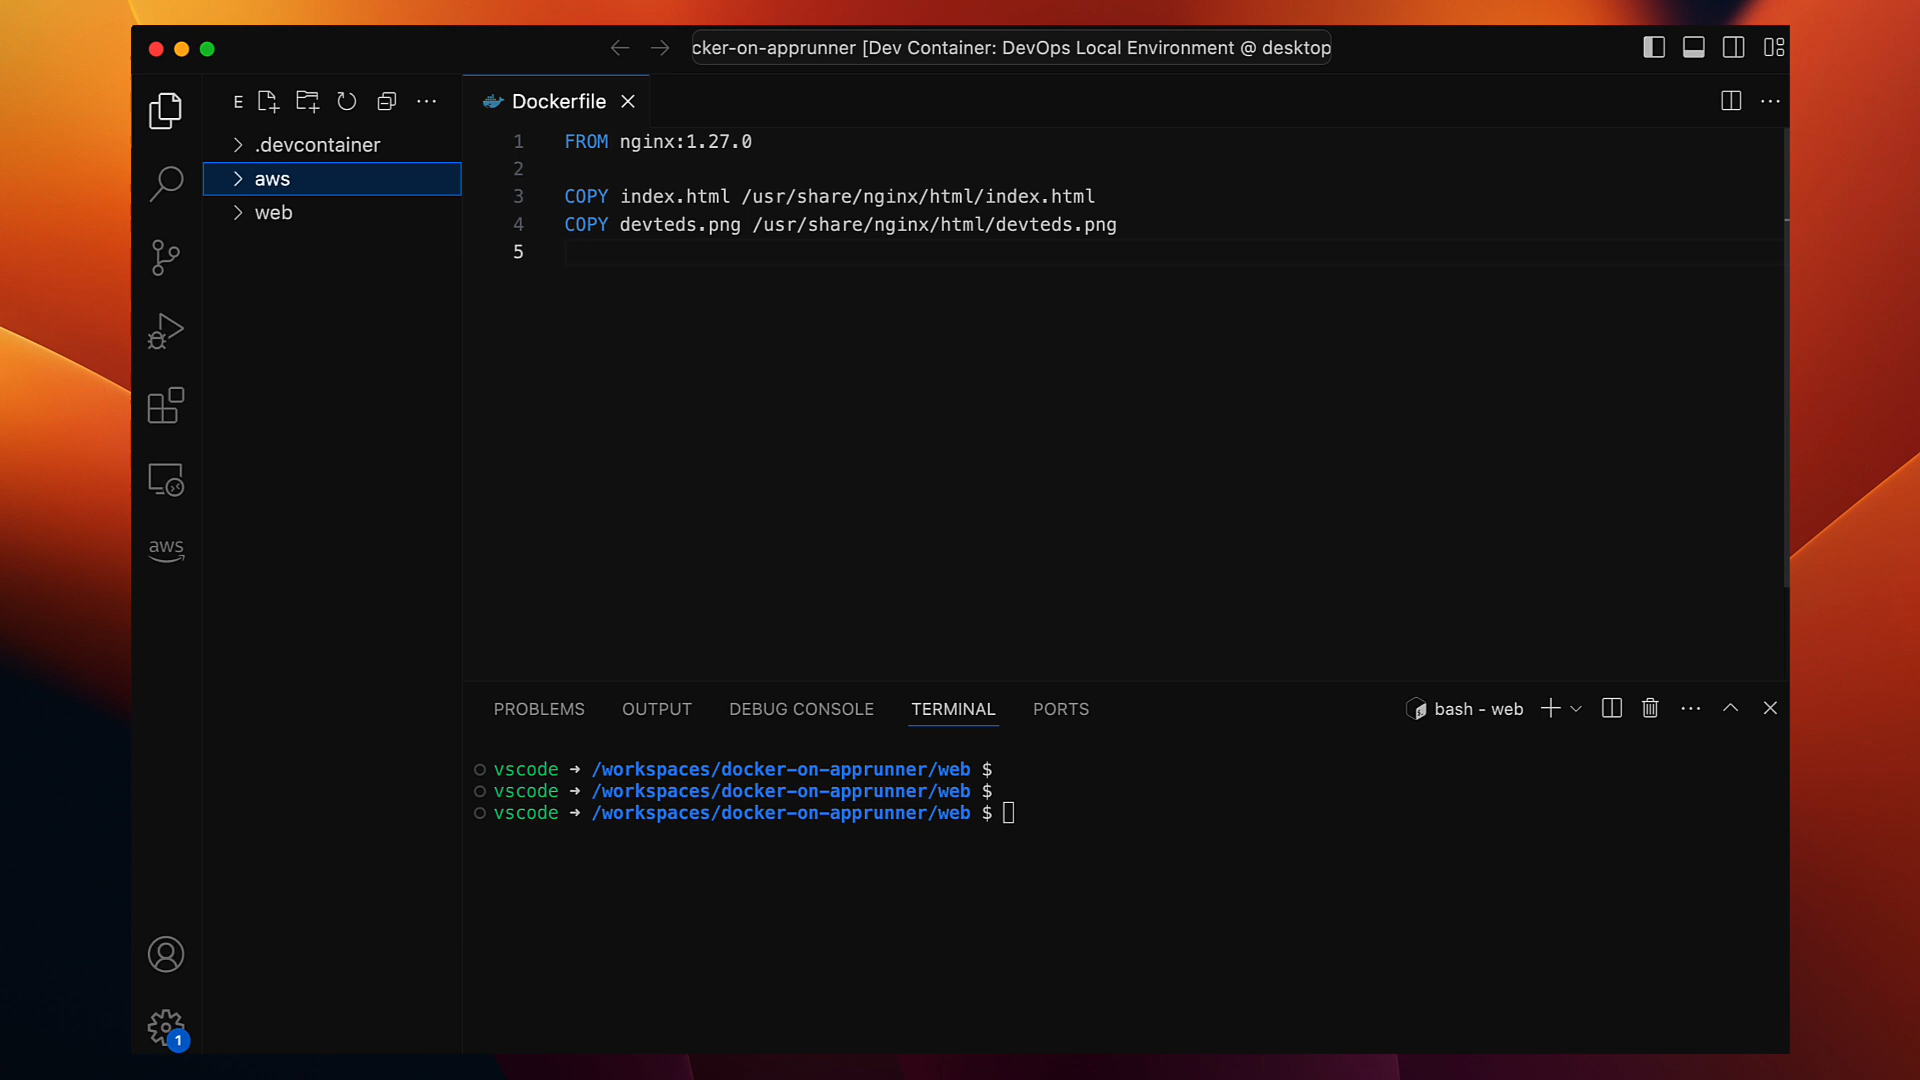 cker-on-apprunner [Dev Container: DevOps Local Environment @ desktop
E
Dockerfile
.devcontainer
aws
web
1 FROM nginx:1.27.0
2
3 COPY index.html /usr/share/nginx/html/index.html
4 COPY devteds.png /usr/share/nginx/html/devteds.png
5
aws
PROBLEMS OUTPUT DEBUG CONSOLE TERMINAL PORTS
bash - web
vscode ➜ /workspaces/docker-on-apprunner/web $
vscode ➜ /workspaces/docker-on-apprunner/web $
vscode ➜ /workspaces/docker-on-apprunner/web $
1